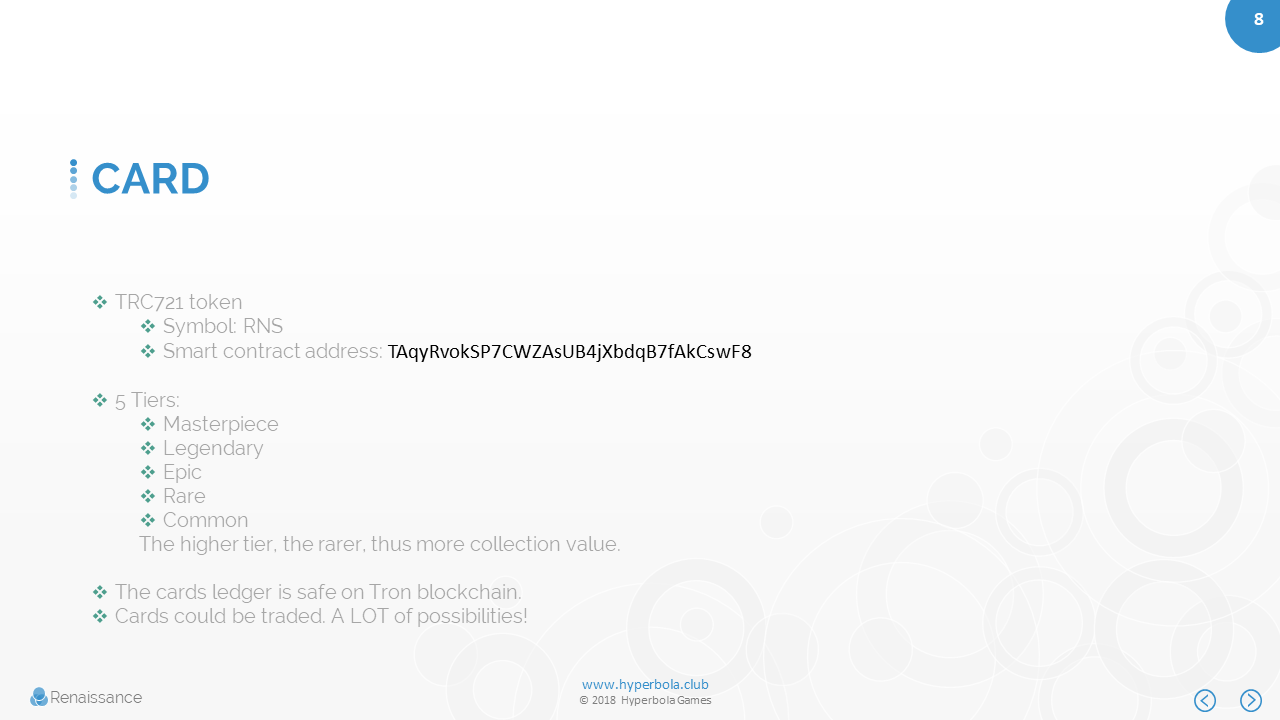 8
CARD
TRC721 token
Symbol: RNS
Smart contract address: TAqyRvokSP7CWZAsUB4jXbdqB7fAkCswF8
5 Tiers:
Masterpiece
Legendary
Epic
Rare
Common
The higher tier, the rarer, thus more collection value.
The cards ledger is safe on Tron blockchain.
Cards could be traded. A LOT of possibilities!
Renaissance
www.hyperbola.club
© 2018 Hyperbola Games